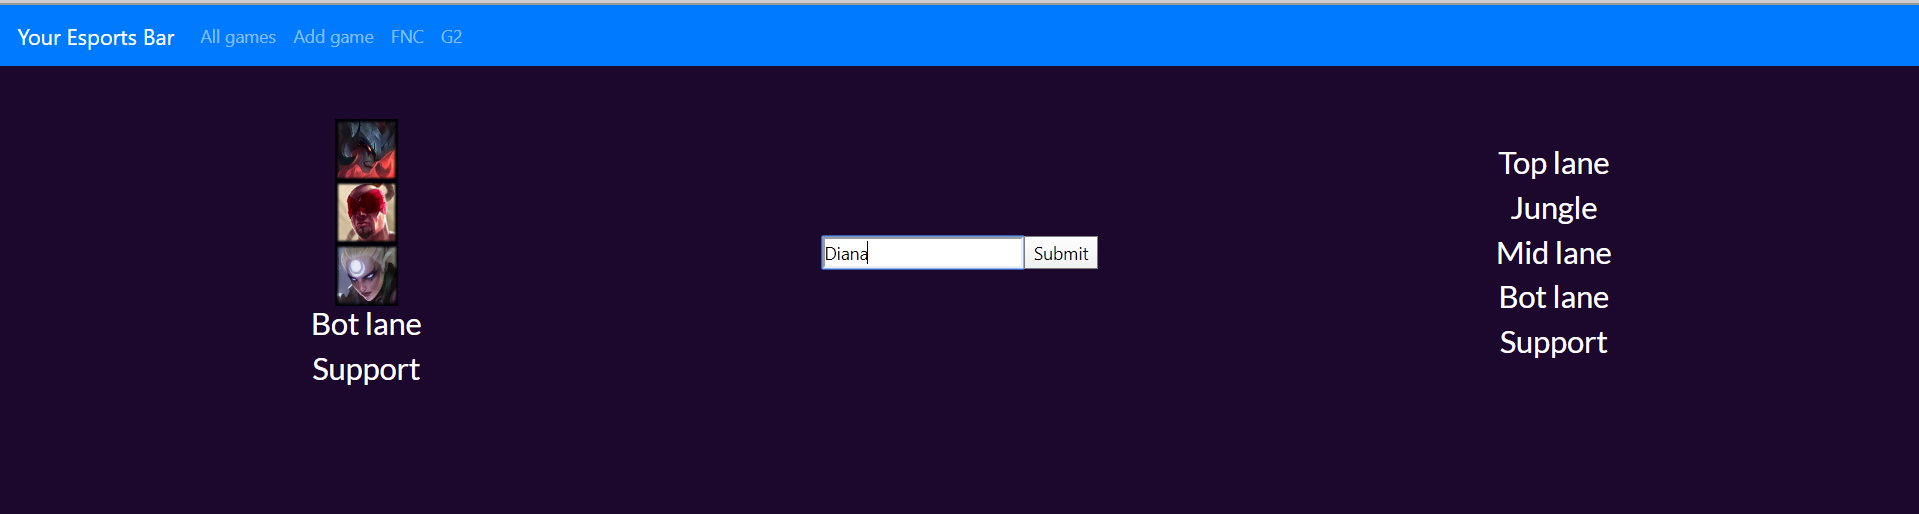 Your Esports Bar All games Add game FNC G2
Bot lane
Support
Diana Submit
Top lane
Jungle
Mid lane
Bot lane
Support